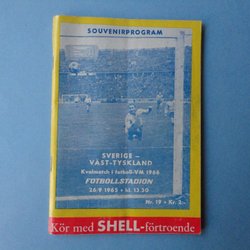 SOUVENIRPROGRAM
SVERIGE –
VÄST-TYSKLAND
Kvalmatch i fotboll-VM 1966
FOTBOLLSTADION
26/9 1965 • kl. 13.30
Nr. 19 • Kr. 2:-
Kör med SHELL-förtroende